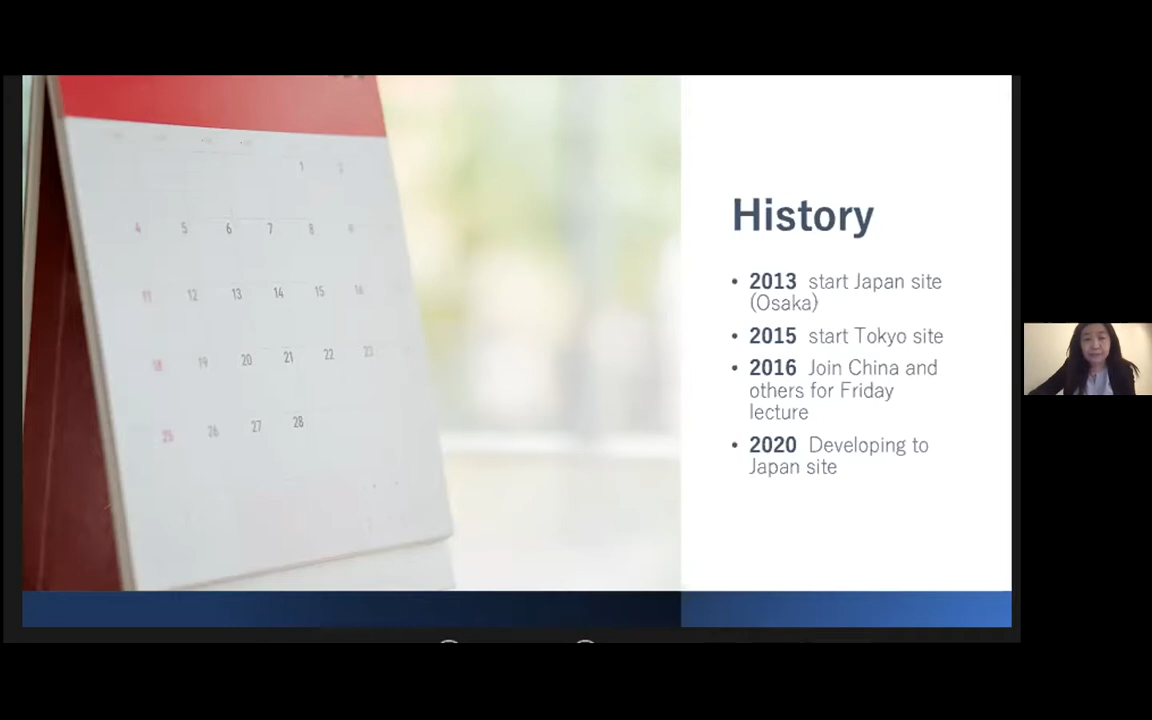 1 2
4 5 6 7 8 9
11 12 13 14 15 16
18 19 20 21 22 23
25 26 27 28
History
• 2013 start Japan site
(Osaka)
• 2015 start Tokyo site
• 2016 Join China and
others for Friday
lecture
• 2020 Developing to
Japan site